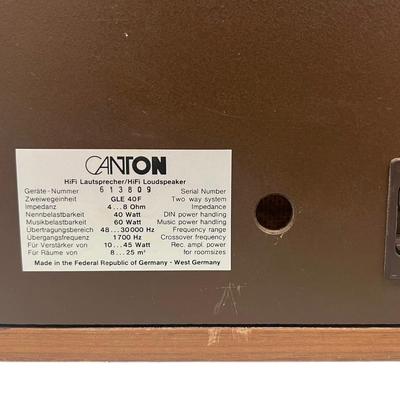 CANTON
HiFi Lautsprecher/HiFi Loudspeaker
Geräte-Nummer 613809 Serial Number
Zweiwegeinheit GLE 40F Two way system
Impedanz 4...8 Ohm Impedance
Nennbelastbarkeit 40 Watt DIN power handling
Musikbelastbarkeit 60 Watt Music power handling
Übertragungsbereich 48...30000 Hz Frequency range
Übergangsfrequenz 1700 Hz Crossover frequency
Für Verstärker von 10...45 Watt Rec. ampl. power
Für Räume von 8...25 m² for roomsizes
Made in the Federal Republic of Germany - West Germany